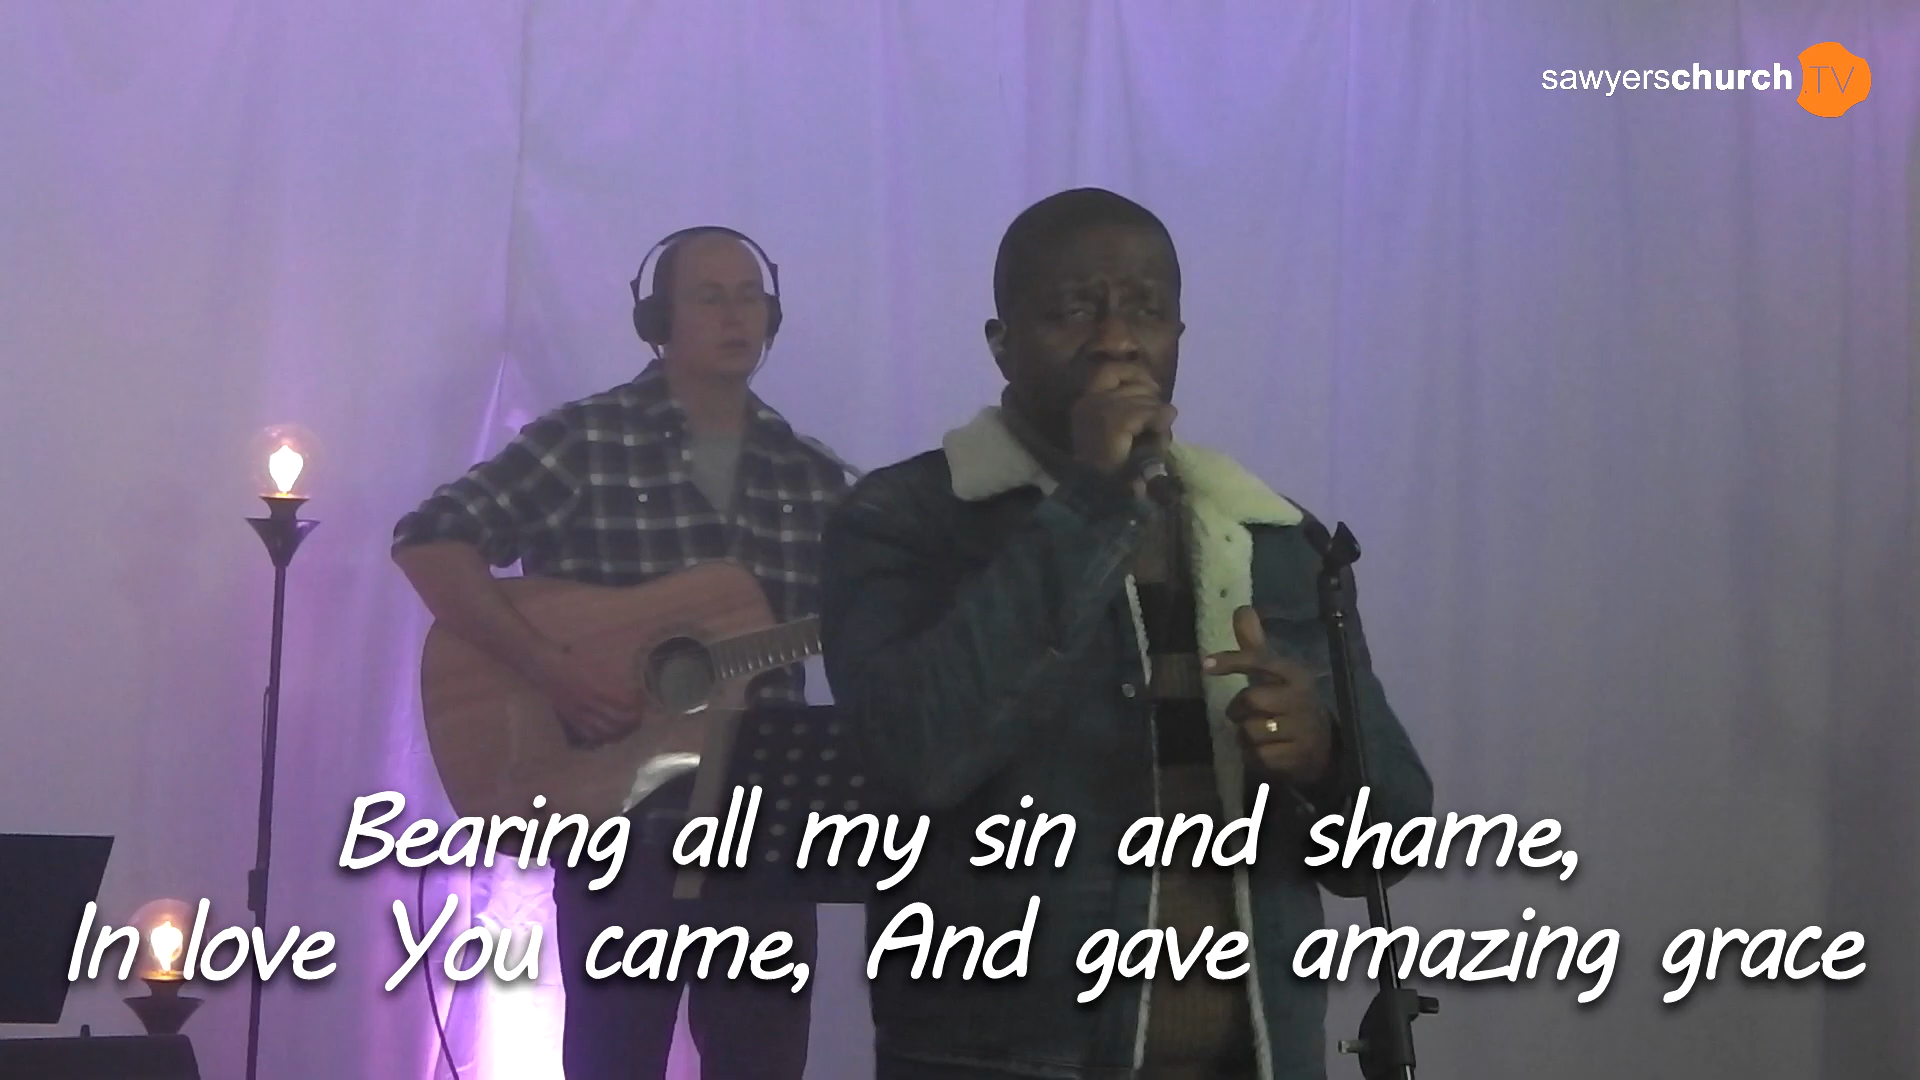 sawyerschurch.TV
Bearing all my sin and shame,
In love You came, And gave amazing grace